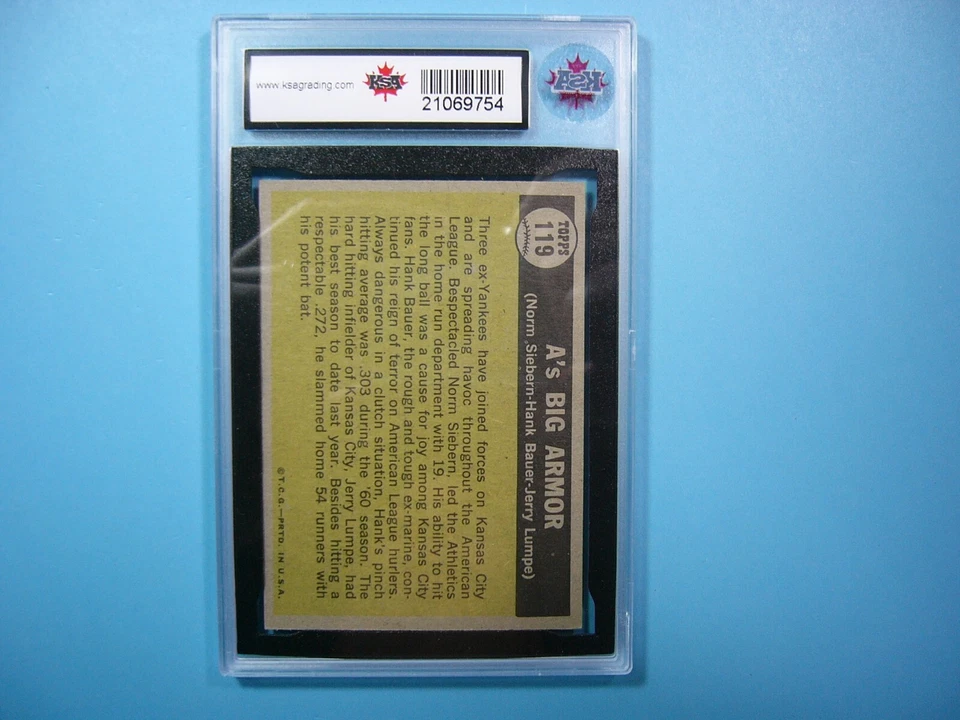 www.ksagrading.com
KSA
21069754
KSA
TOPPS
119
A's BIG ARMOR
(Norm Siebern-Hank Bauer-Jerry Lumpe)
Three ex-Yankees have joined forces on Kansas City
and are spreading havoc throughout the American
League. Bespectacled Norm Siebern, led the Athletics
in the home run department with 19. His ability to hit
the long ball was a cause for joy among Kansas City
fans. Hank Bauer, the rough and tough ex-marine, con-
tinued his reign of terror on American League hurlers.
Always dangerous in a clutch situation, Hank's pinch
hitting average was .303 during the '60 season. The
hard hitting infielder of Kansas City, Jerry Lumpe, had
his best season to date last year. Besides hitting a
respectable .272, he slammed home 54 runners with
his potent bat.
© T.C.G.—PRTD. IN U.S.A.